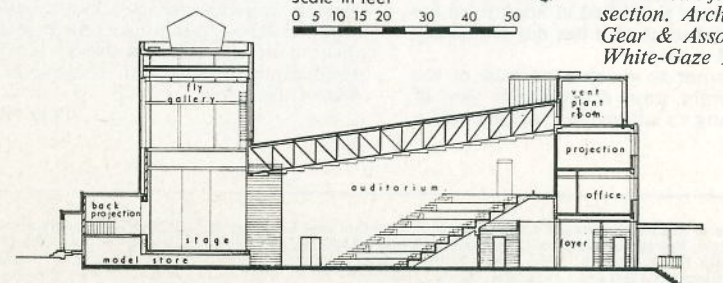 scale in feet
0 5 10 15 20 30 40 50
section. Arch
Gear & Asso
White-Gaze
fly
gallery.
vent
plant
room.
projection
auditorium.
office.
back
projection
stage
foyer
model store